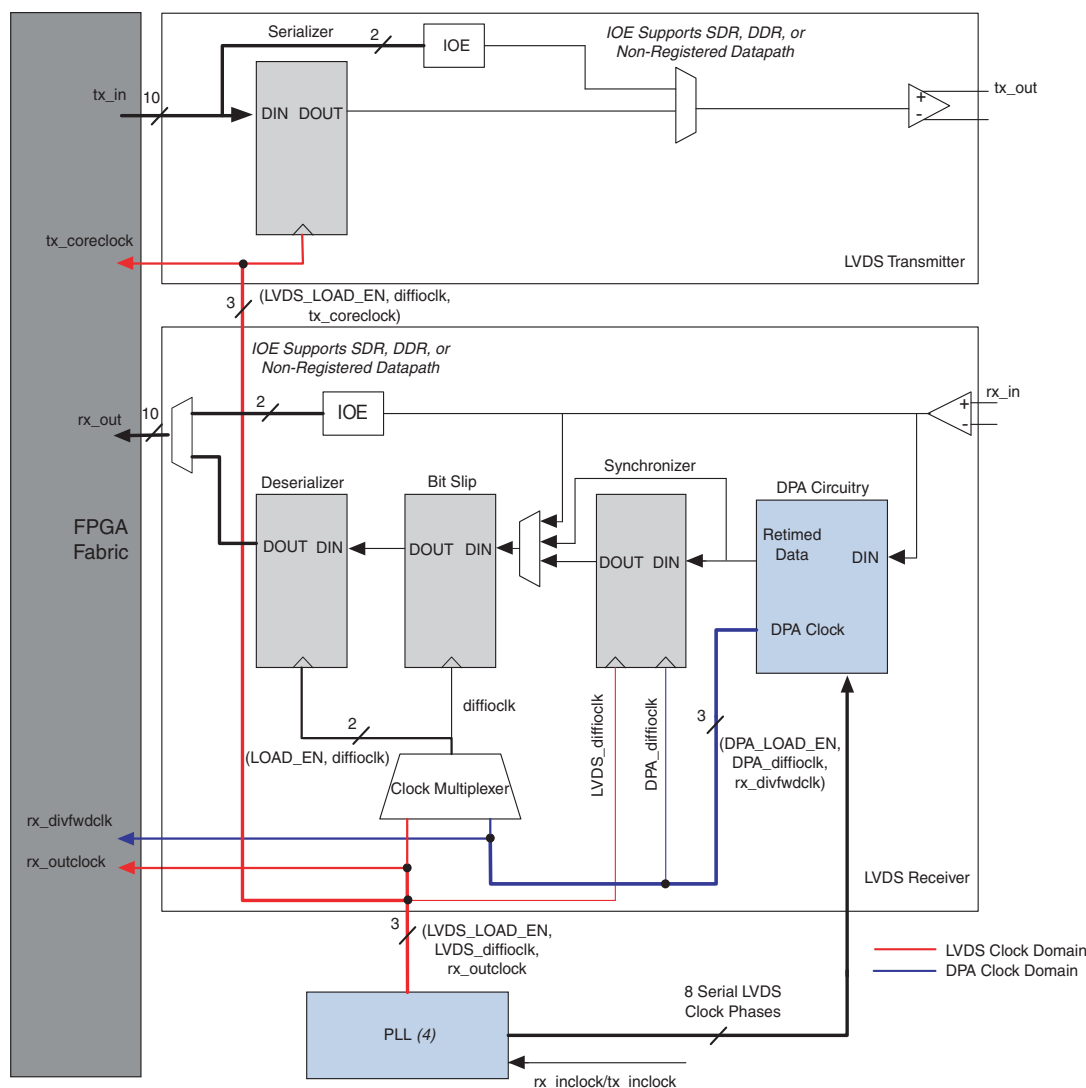 Serializer
2
IOE
IOE Supports SDR, DDR, or
Non-Registered Datapath
tx_in
10
DIN DOUT
+
-
tx_out
tx_coreclock
LVDS Transmitter
3
(LVDS_LOAD_EN, diffioclk,
tx_coreclock)
IOE Supports SDR, DDR, or
Non-Registered Datapath
rx_out
10
2
IOE
+
-
rx_in
FPGA
Fabric
Deserializer
DOUT DIN
Bit Slip
DOUT DIN
Synchronizer
DOUT DIN
DPA Circuitry
Retimed
Data
DIN
DPA Clock
2
(LOAD_EN, diffioclk)
diffioclk
LVDS_diffioclk
DPA_diffioclk
3
(DPA_LOAD_EN,
DPA_diffioclk,
rx_divfwdclk)
Clock Multiplexer
rx_divfwdclk
rx_outclock
LVDS Receiver
3
(LVDS_LOAD_EN,
LVDS_diffioclk,
rx_outclock
LVDS Clock Domain
DPA Clock Domain
8 Serial LVDS
Clock Phases
PLL (4)
rx_inclock/tx_inclock